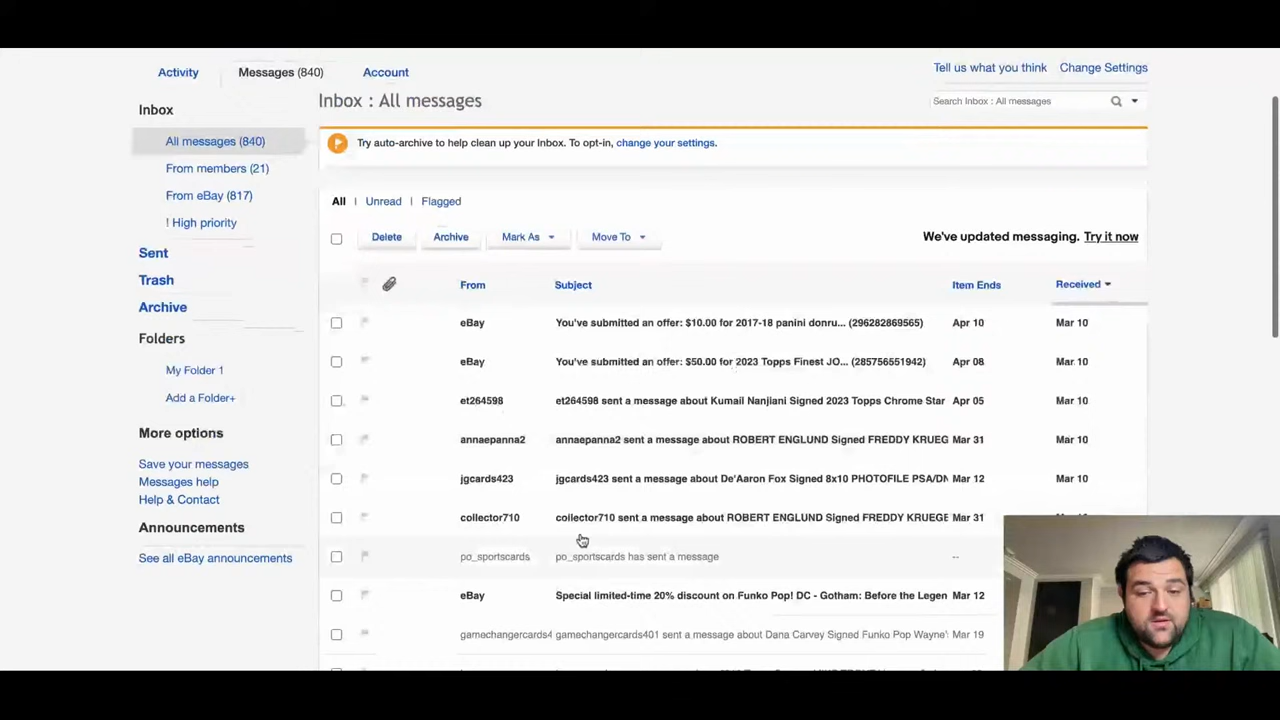 Activity Messages (840) Account Tell us what you think Change Settings
Inbox
Inbox : All messages Search Inbox : All messages
All messages (840)
From members (21)
From eBay (817)
! High priority
Sent
Trash
Archive
Folders
My Folder 1
Add a Folder+
More options
Save your messages
Messages help
Help & Contact
Announcements
See all eBay announcements
Try auto-archive to help clean up your Inbox. To opt-in, change your settings.
All | Unread | Flagged
Delete Archive Mark As Move To We've updated messaging. Try it now
From Subject Item Ends Received
eBay You've submitted an offer: $10.00 for 2017-18 panini donru... (296282869565) Apr 10 Mar 10
eBay You've submitted an offer: $50.00 for 2023 Topps Finest JO... (285756551942) Apr 08 Mar 10
et264598 et264598 sent a message about Kumail Nanjiani Signed 2023 Topps Chrome Star Apr 05 Mar 10
annaepanna2 annaepanna2 sent a message about ROBERT ENGLUND Signed FREDDY KRUEG Mar 31 Mar 10
jgcards423 jgcards423 sent a message about De'Aaron Fox Signed 8x10 PHOTOFILE PSA/DN Mar 12 Mar 10
collector710 collector710 sent a message about ROBERT ENGLUND Signed FREDDY KRUEGE Mar 31
po_sportscards po_sportscards has sent a message --
eBay Special limited-time 20% discount on Funko Pop! DC - Gotham: Before the Legen Mar 12
gamechangercards4 gamechangercards401 sent a message about Dana Carvey Signed Funko Pop Wayne's Mar 19